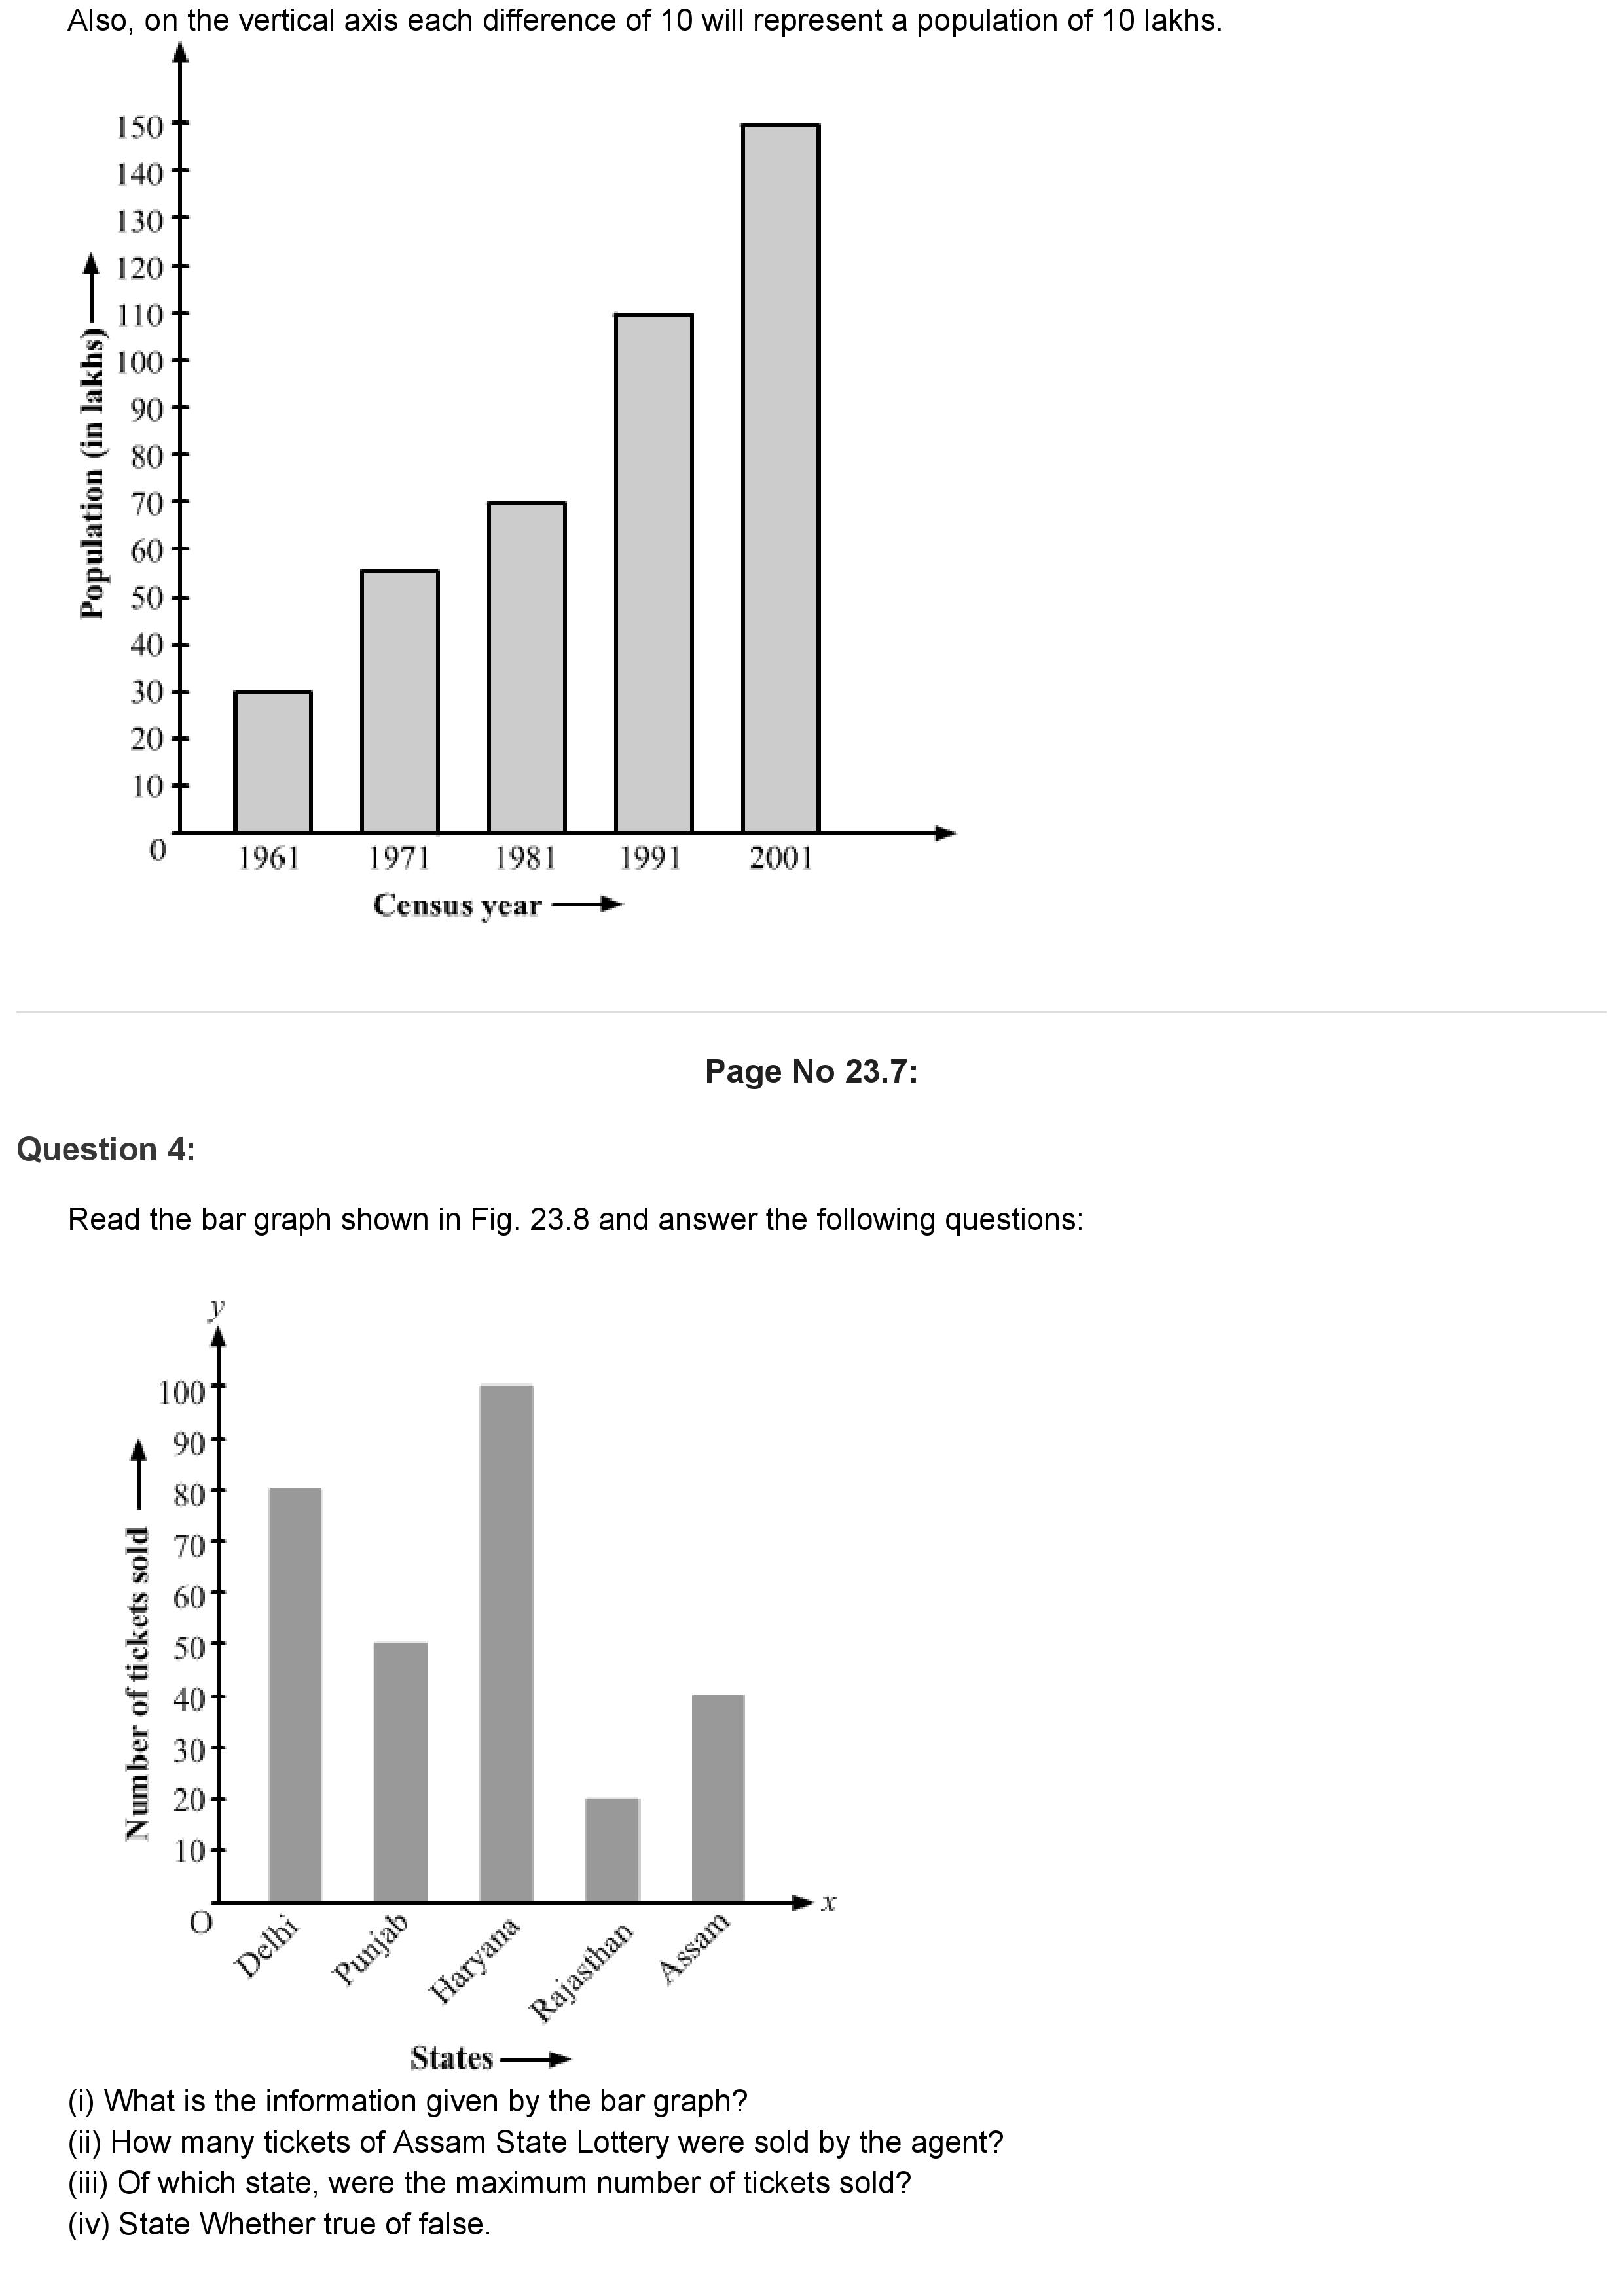 Also, on the vertical axis each difference of 10 will represent a population of 10 lakhs.
150
140
130
120
110
100
90
80
70
60
50
40
30
20
10
0
Population (in lakhs)
1961 1971 1981 1991 2001
Census year
Page No 23.7:
Question 4:
Read the bar graph shown in Fig. 23.8 and answer the following questions:
y
100
90
80
70
60
50
40
30
20
10
O
Number of tickets sold
x
Delhi Punjab Haryana Rajasthan Assam
States
(i) What is the information given by the bar graph?
(ii) How many tickets of Assam State Lottery were sold by the agent?
(iii) Of which state, were the maximum number of tickets sold?
(iv) State Whether true of false.